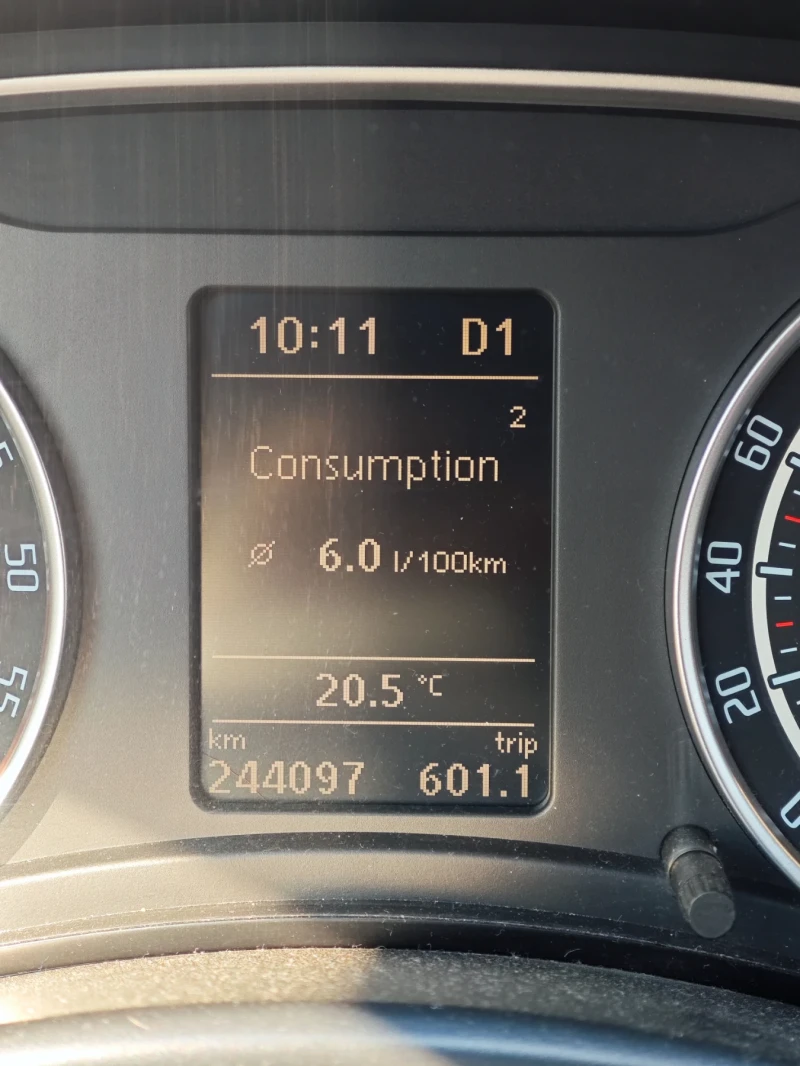 10:11 D1
2
Consumption
Ø 6.0 l/100km
20.5 °C
km trip
244097 601.1
50
55
60
40
20